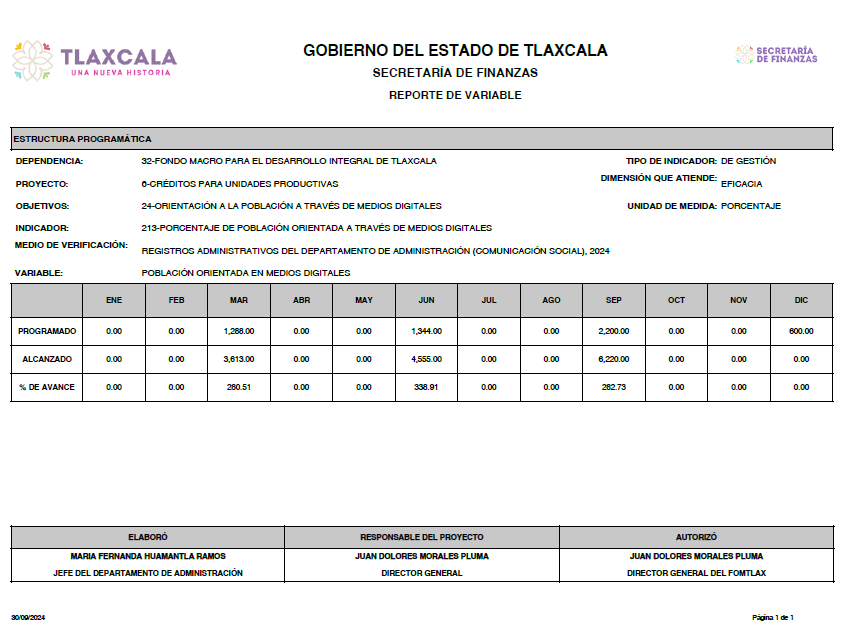 TLAXCALA
UNA NUEVA HISTORIA
GOBIERNO DEL ESTADO DE TLAXCALA
SECRETARÍA DE FINANZAS
REPORTE DE VARIABLE
SECRETARÍA
DE FINANZAS
ESTRUCTURA PROGRAMÁTICA
DEPENDENCIA: 32-FONDO MACRO PARA EL DESARROLLO INTEGRAL DE TLAXCALA TIPO DE INDICADOR: DE GESTIÓN
PROYECTO: 6-CRÉDITOS PARA UNIDADES PRODUCTIVAS DIMENSIÓN QUE ATIENDE: EFICACIA
OBJETIVOS: 24-ORIENTACIÓN A LA POBLACIÓN A TRAVÉS DE MEDIOS DIGITALES UNIDAD DE MEDIDA: PORCENTAJE
INDICADOR: 213-PORCENTAJE DE POBLACIÓN ORIENTADA A TRAVÉS DE MEDIOS DIGITALES
MEDIO DE VERIFICACIÓN: REGISTROS ADMINISTRATIVOS DEL DEPARTAMENTO DE ADMINISTRACIÓN (COMUNICACIÓN SOCIAL), 2024
VARIABLE: POBLACIÓN ORIENTADA EN MEDIOS DIGITALES
ENE FEB MAR ABR MAY JUN JUL AGO SEP OCT NOV DIC
PROGRAMADO 0.00 0.00 1,288.00 0.00 0.00 1,344.00 0.00 0.00 2,200.00 0.00 0.00 600.00
ALCANZADO 0.00 0.00 3,613.00 0.00 0.00 4,555.00 0.00 0.00 6,220.00 0.00 0.00 0.00
% DE AVANCE 0.00 0.00 280.51 0.00 0.00 338.91 0.00 0.00 282.73 0.00 0.00 0.00
ELABORÓ RESPONSABLE DEL PROYECTO AUTORIZÓ
MARIA FERNANDA HUAMANTLA RAMOS JUAN DOLORES MORALES PLUMA JUAN DOLORES MORALES PLUMA
JEFE DEL DEPARTAMENTO DE ADMINISTRACIÓN DIRECTOR GENERAL DIRECTOR GENERAL DEL FOMTLAX
30/09/2024 Página 1 de 1